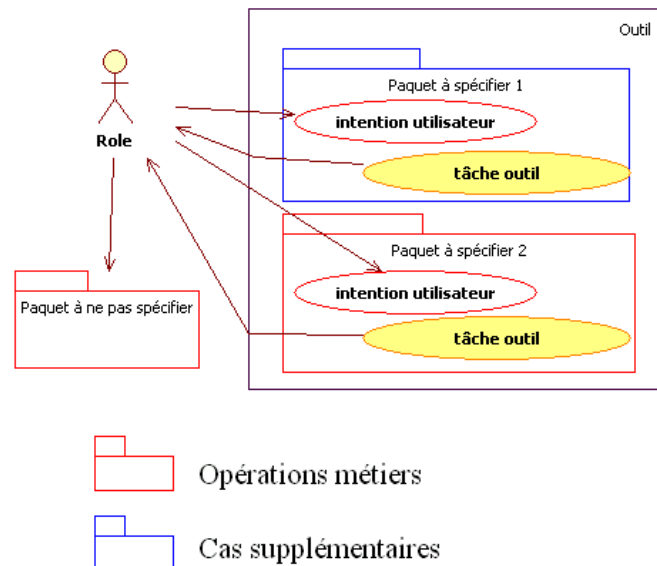 Outil
Paquet à spécifier 1
intention utilisateur
Role
tâche outil
Paquet à spécifier 2
intention utilisateur
Paquet à ne pas spécifier
tâche outil
Opérations métiers
Cas supplémentaires